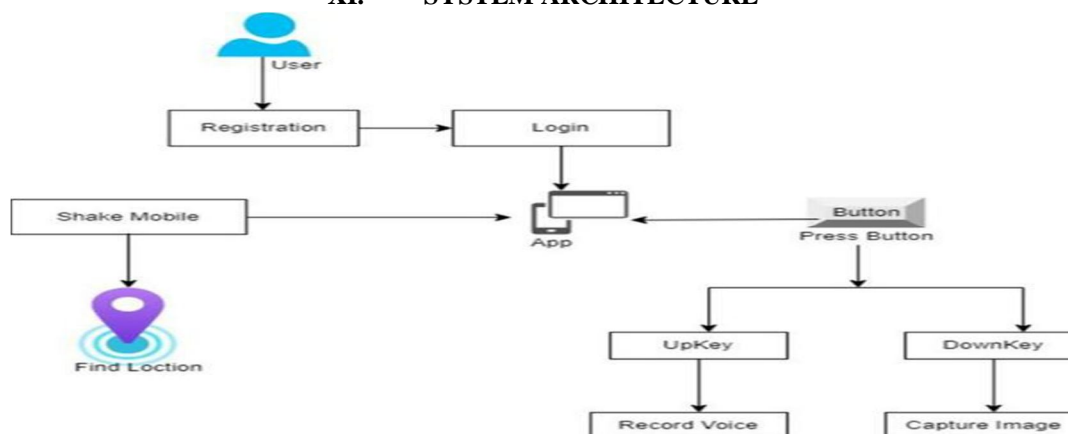 XI. SYSTEM ARCHITECTURE
User
Registration
Login
Shake Mobile
App
Button
Press Button
Find Loction
UpKey
DownKey
Record Voice
Capture Image